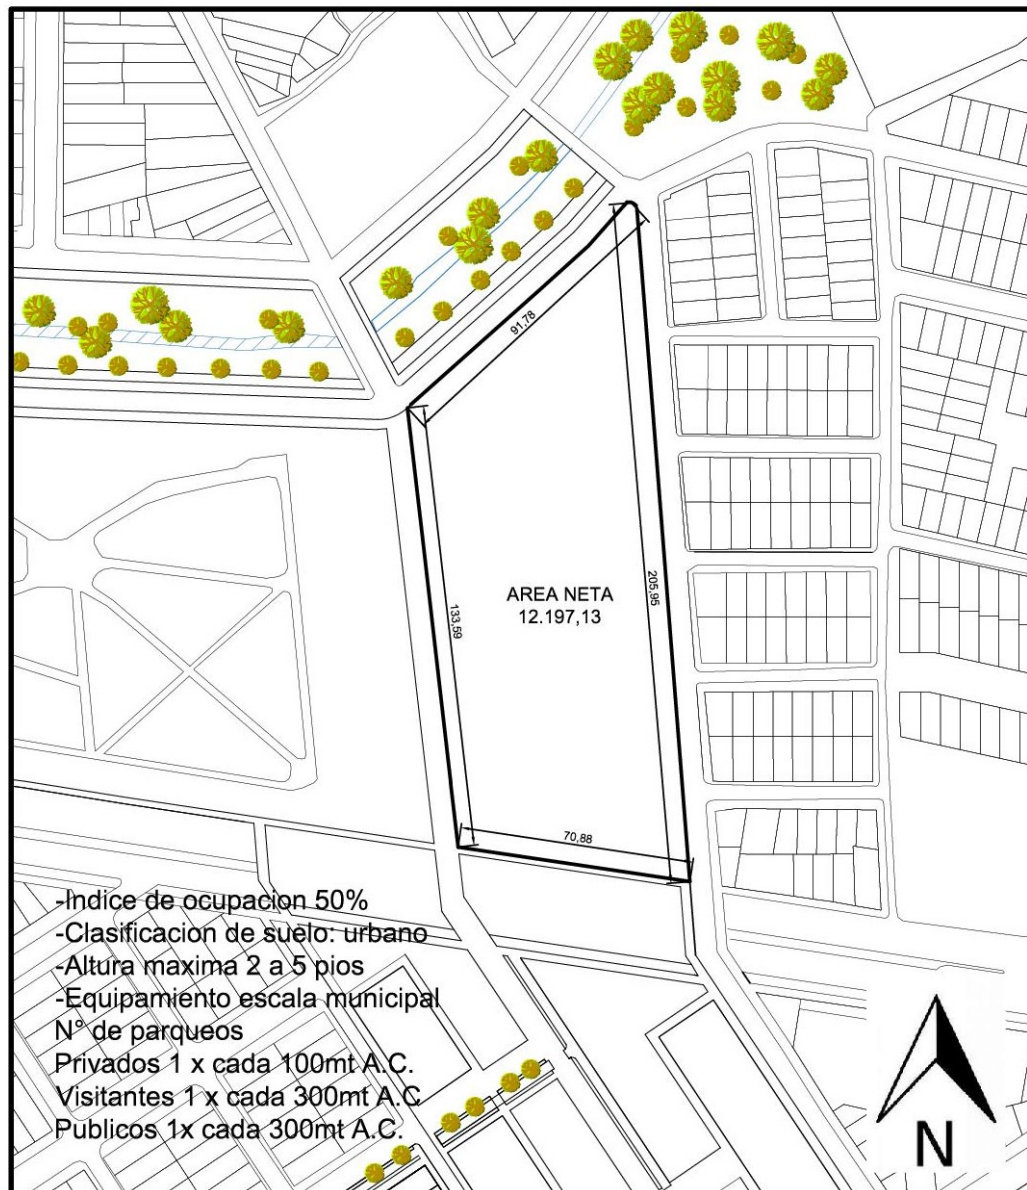 91,78
AREA NETA
12.197,13
205,95
133,59
70,88
-Indice de ocupacion 50%
-Clasificacion de suelo: urbano
-Altura maxima 2 a 5 pios
-Equipamiento escala municipal
N° de parqueos
Privados 1 x cada 100mt A.C.
Visitantes 1 x cada 300mt A.C
Publicos 1x cada 300mt A.C.
N